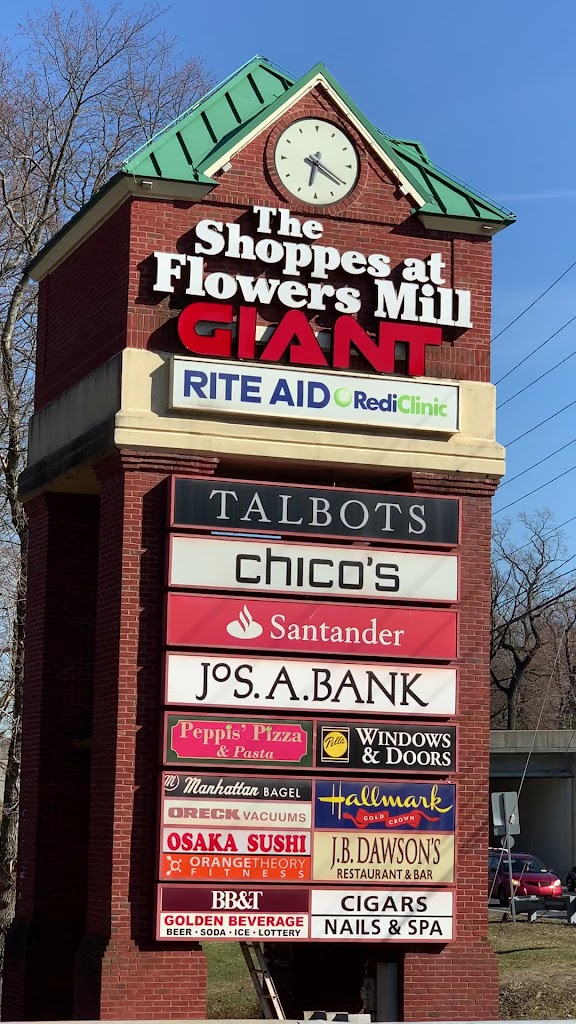 The
Shoppes at
Flowers Mill
GIANT
RITE AID RediClinic
TALBOTS
CHICO'S
Santander
JoS. A. BANK
Peppis' Pizza
& Pasta
Pella WINDOWS
& DOORS
M Manhattan BAGEL
ORECK VACUUMS
Hallmark
GOLD CROWN
OSAKA SUSHI
ORANGETHEORY
FITNESS
J.B. DAWSON'S
RESTAURANT & BAR
BB&T
GOLDEN BEVERAGE
BEER • SODA • ICE • LOTTERY
CIGARS
NAILS & SPA